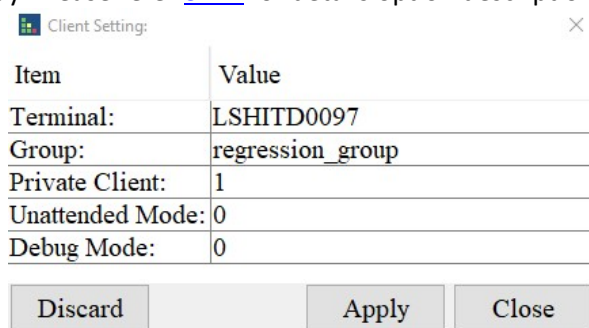 Client Setting:
Item Value
Terminal: LSHITD0097
Group: regression_group
Private Client: 1
Unattended Mode: 0
Debug Mode: 0
Discard Apply Close